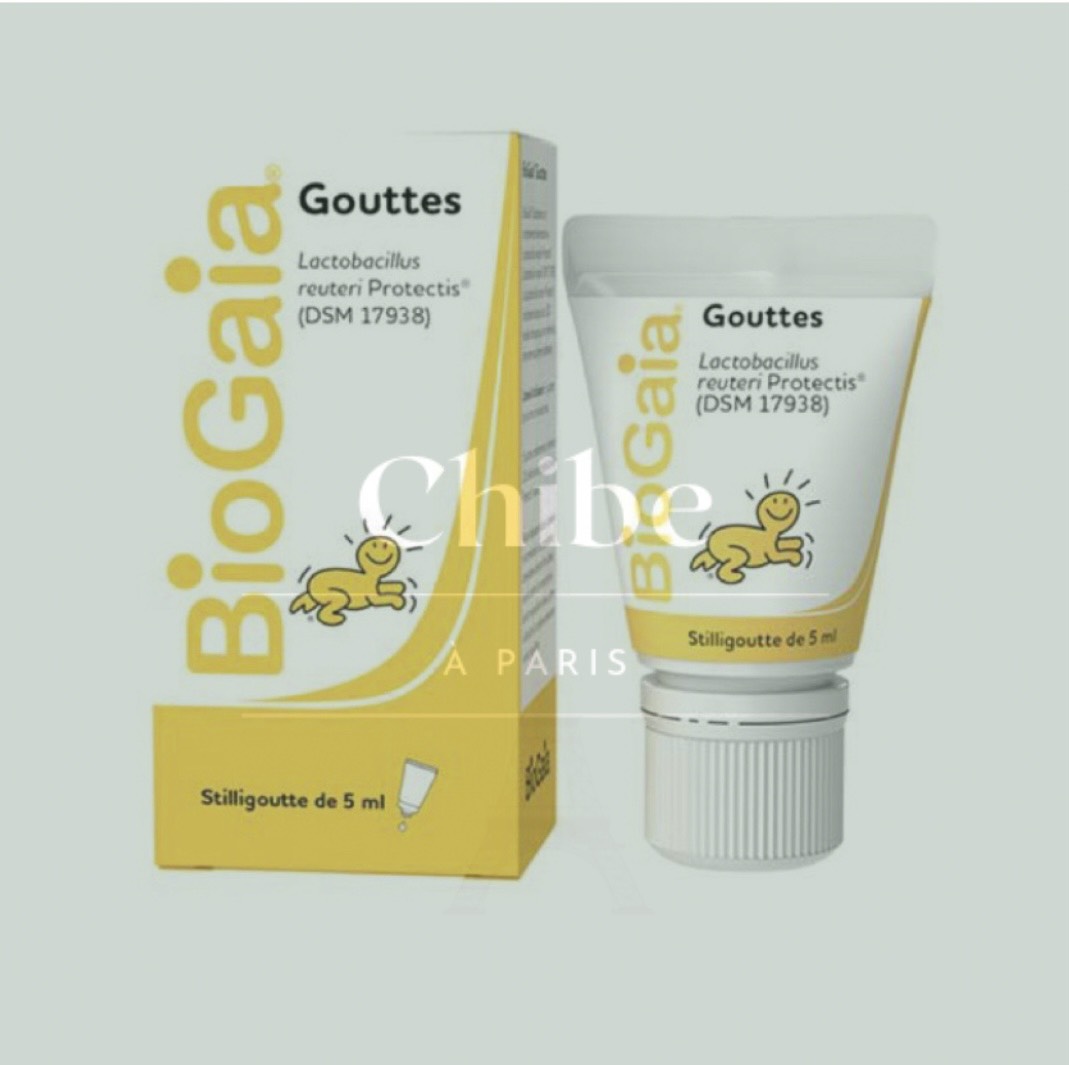 BioGaia®
Gouttes
Lactobacillus
reuteri Protectis®
(DSM 17938)
Stilligoutte de 5 ml
BioGaia
BioGaia®
Gouttes
Lactobacillus
reuteri Protectis®
(DSM 17938)
Stilligoutte de 5 ml
Chibe
À PARIS